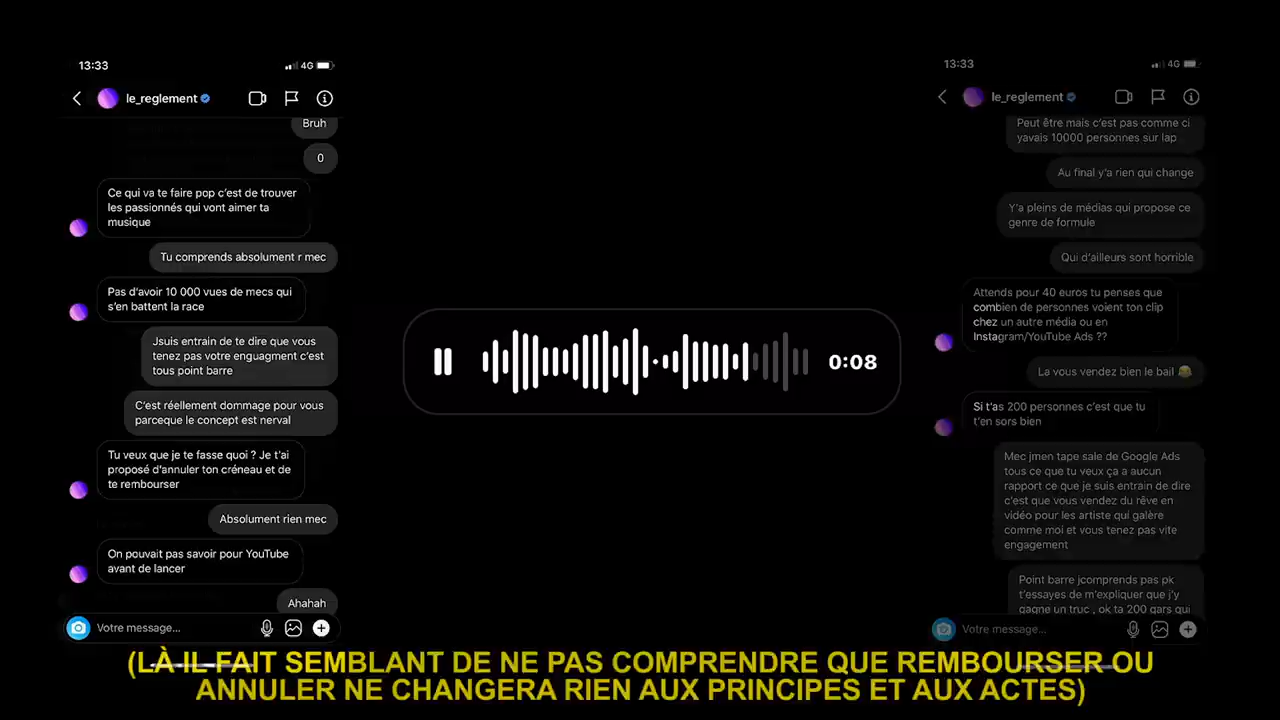 13:33
4G
le_reglement
Bruh
0
Ce qui va te faire pop c'est de trouver
les passionnés qui vont aimer ta
musique
Tu comprends absolument r mec
Pas d'avoir 10 000 vues de mecs qui
s'en battent la race
Jsuis entrain de te dire que vous
tenez pas votre enguagment c'est
tous point barre
C'est réellement dommage pour vous
parceque le concept est nerval
Tu veux que je te fasse quoi ? Je t'ai
proposé d'annuler ton créneau et de
te rembourser
Absolument rien mec
On pouvait pas savoir pour YouTube
avant de lancer
Ahahah
Votre message...
0:08
13:33
4G
le_reglement
Peut être mais c'est pas comme ci
yavais 10000 personnes sur lap
Au final y'a rien qui change
Y'a pleins de médias qui propose ce
genre de formule
Qui d'ailleurs sont horrible
Attends pour 40 euros tu penses que
combien de personnes voient ton clip
chez un autre média ou en
Instagram/YouTube Ads ??
La vous vendez bien le bail 😂
Si t'as 200 personnes c'est que tu
t'en sors bien
Mec jmen tape sale de Google Ads
tous ce que tu veux ça a aucun
rapport ce que je suis entrain de dire
c'est que vous vendez du rêve en
vidéo pour les artiste qui galère
comme moi et vous tenez pas vite
engagement
Point barre jcomprends pas pk
t'essayes de m'expliquer que j'y
gagne un truc , ok ta 200 gars qui
Votre message...
(LÀ IL FAIT SEMBLANT DE NE PAS COMPRENDRE QUE REMBOURSER OU
ANNULER NE CHANGERA RIEN AUX PRINCIPES ET AUX ACTES)